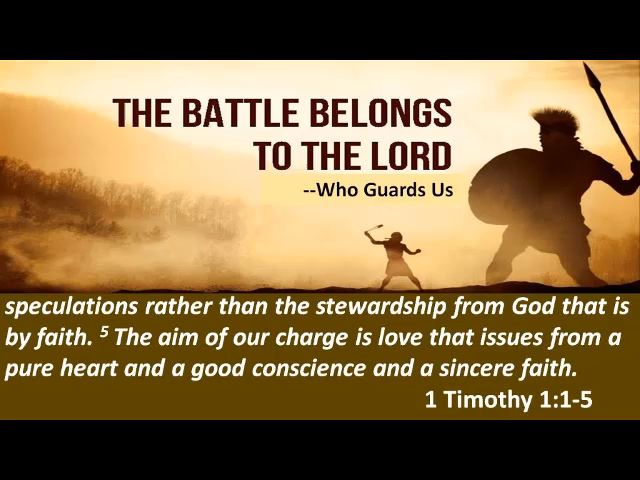 THE BATTLE BELONGS
TO THE LORD
--Who Guards Us
speculations rather than the stewardship from God that is
by faith. ⁵ The aim of our charge is love that issues from a
pure heart and a good conscience and a sincere faith.
1 Timothy 1:1-5